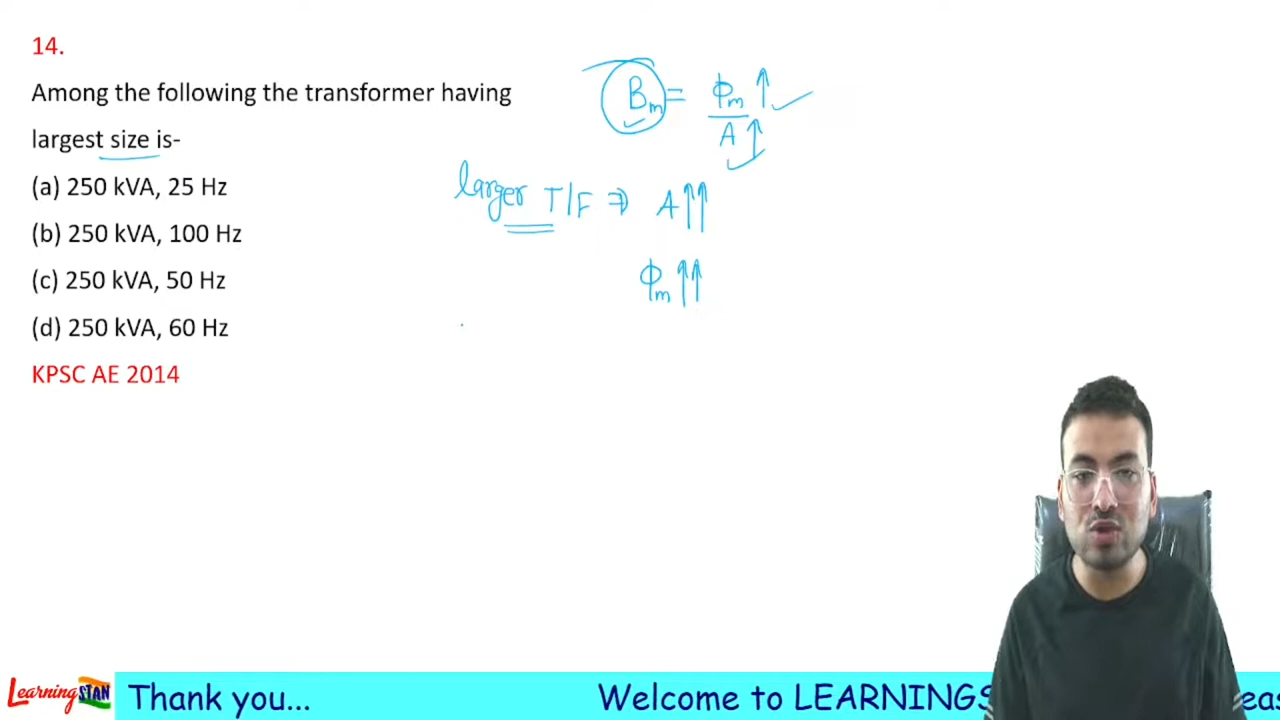 14.
Among the following the transformer having
largest size is-
(a) 250 kVA, 25 Hz
(b) 250 kVA, 100 Hz
(c) 250 kVA, 50 Hz
(d) 250 kVA, 60 Hz
KPSC AE 2014
Bm = ϕm ↑ / A ↑
larger T/F ⇒ A ↑↑
ϕm ↑↑
LearningSTAN
Thank you... Welcome to LEARNINGS